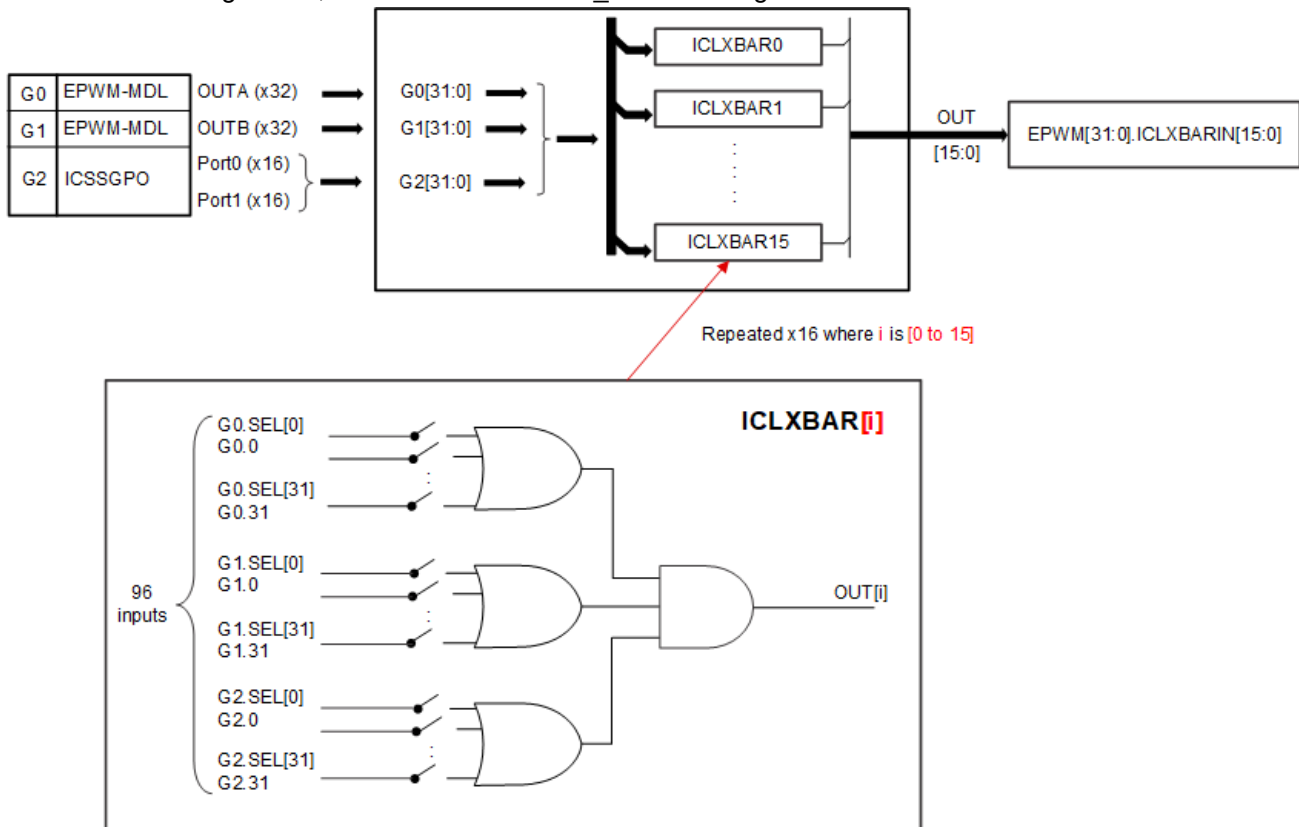 ICLXBAR0
G0 EPWM-MDL OUTA (x32) G0[31:0]
ICLXBAR1
G1 EPWM-MDL OUTB (x32) G1[31:0]
OUT
[15:0]
EPWM[31:0].ICLXBARIN[15:0]
G2 ICSSGPO Port0 (x16)
Port1 (x16)
G2[31:0]
ICLXBAR15
Repeated x16 where i is [0 to 15]
ICLXBAR[i]
96
inputs
G0.SEL[0]
G0.0
G0.SEL[31]
G0.31
G1.SEL[0]
G1.0
G1.SEL[31]
G1.31
G2.SEL[0]
G2.0
G2.SEL[31]
G2.31
OUT[i]